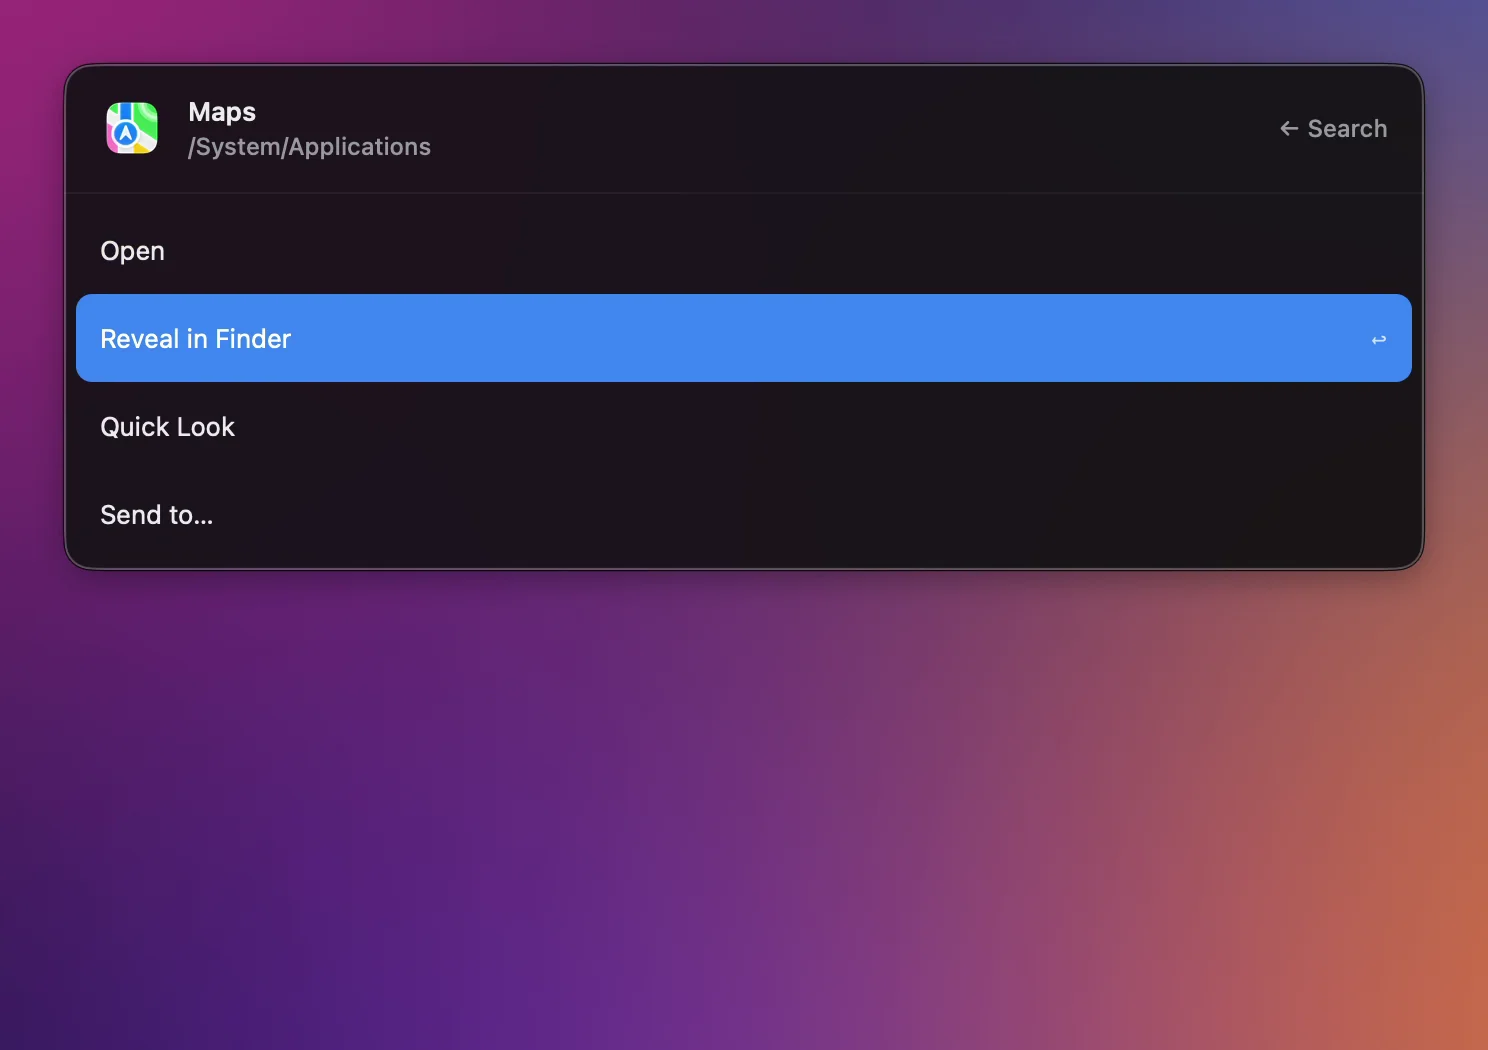 Maps
/System/Applications
← Search
Open
Reveal in Finder ↩
Quick Look
Send to...